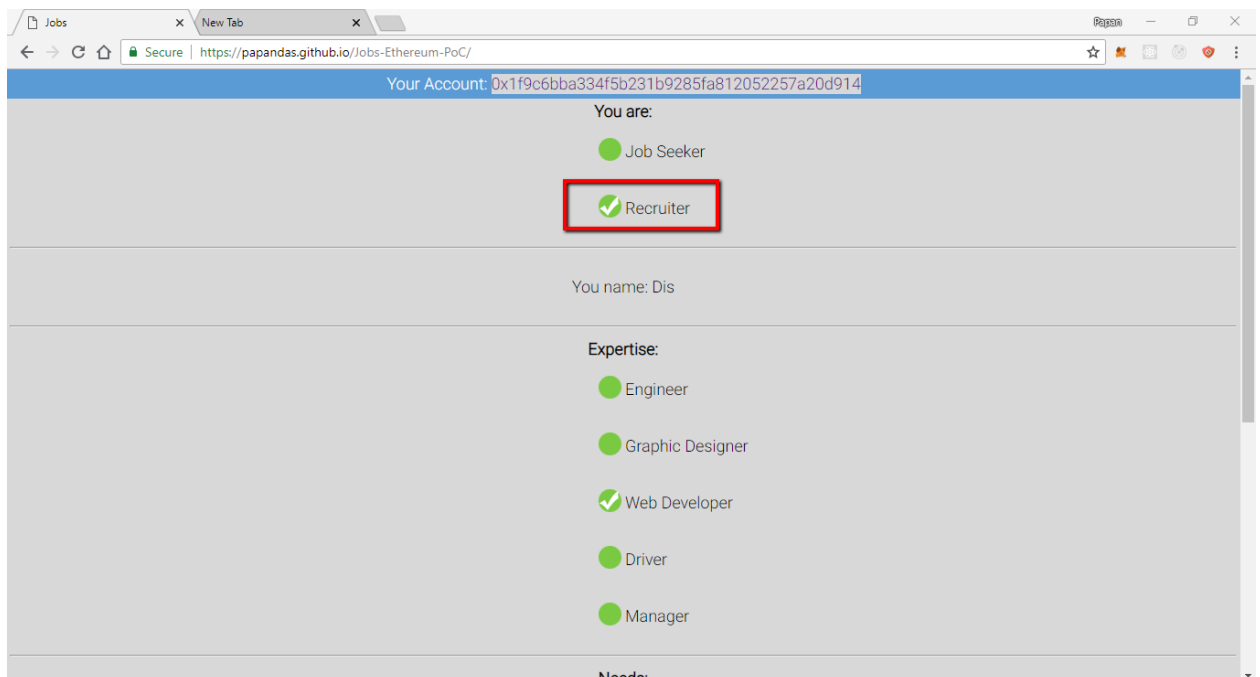 Jobs
New Tab
Papan
Secure | https://papandas.github.io/Jobs-Ethereum-PoC/
Your Account: 0x1f9c6bba334f5b231b9285fa812052257a20d914
You are:
Job Seeker
Recruiter
You name: Dis
Expertise:
Engineer
Graphic Designer
Web Developer
Driver
Manager
Needs: